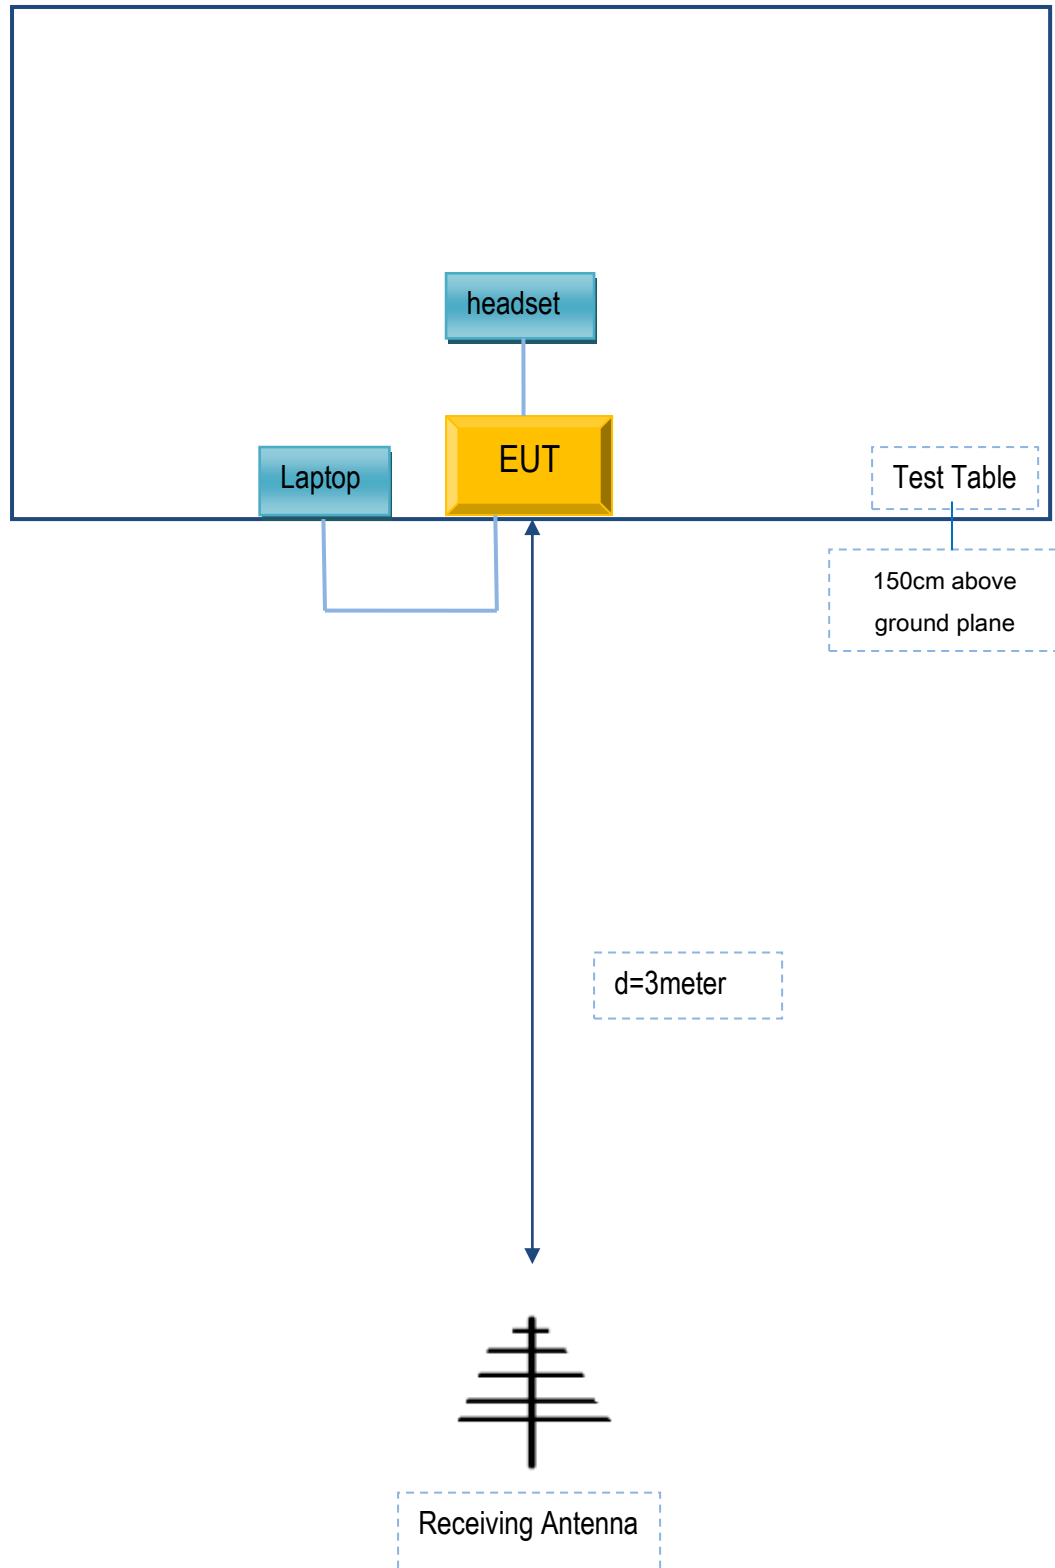 headset
EUT
Laptop
Test Table
150cm above
ground plane
d=3meter
Receiving Antenna